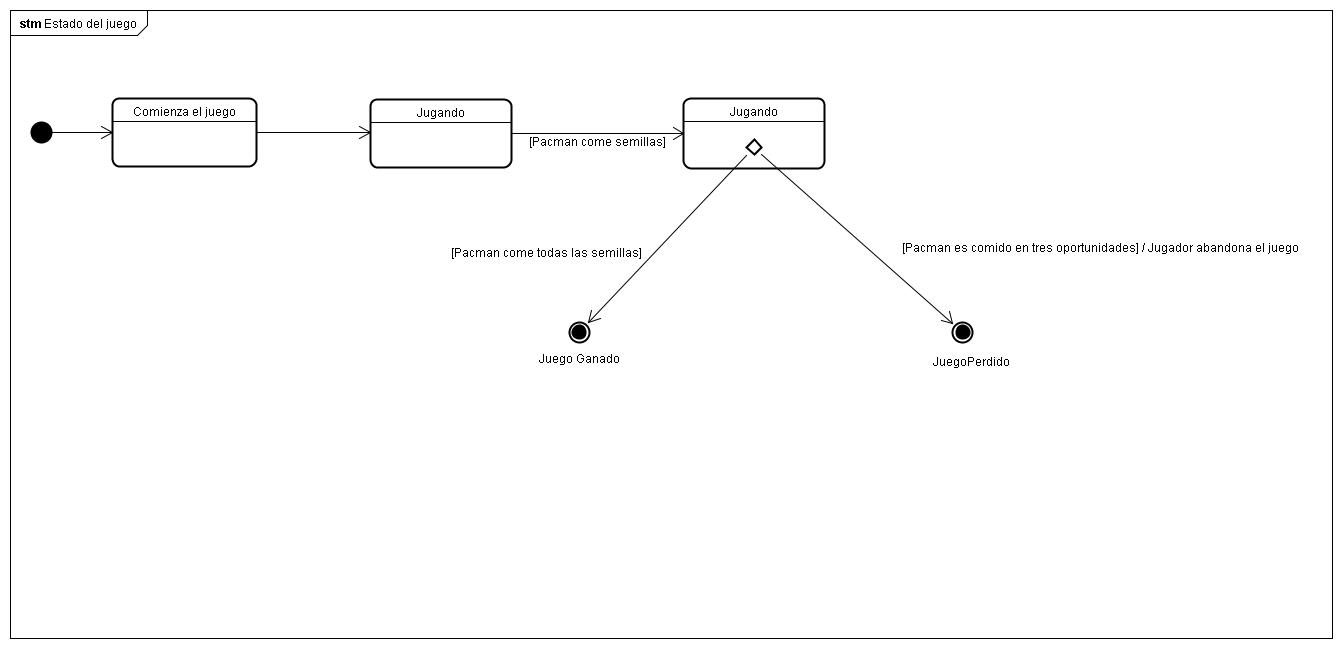 stm Estado del juego
Comienza el juego
Jugando
Jugando
[Pacman come semillas]
[Pacman come todas las semillas]
[Pacman es comido en tres oportunidades] / Jugador abandona el juego
Juego Ganado
JuegoPerdido